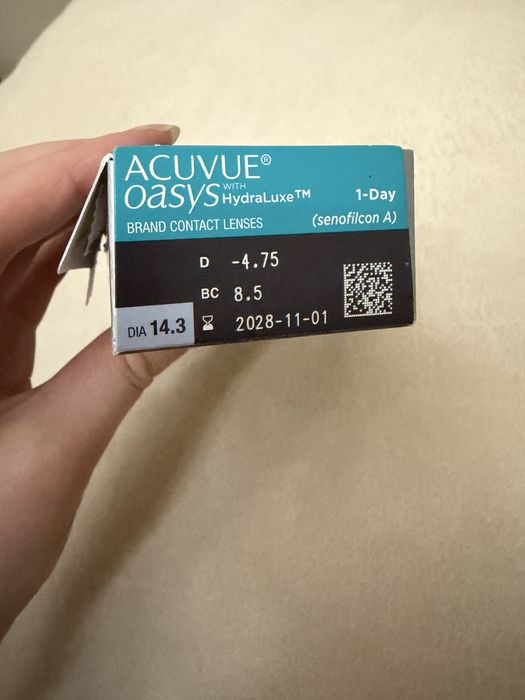 ACUVUE®
oasys WITH HydraLuxe™ 1-Day
BRAND CONTACT LENSES (senofilcon A)
D -4.75
BC 8.5
DIA 14.3 2028-11-01